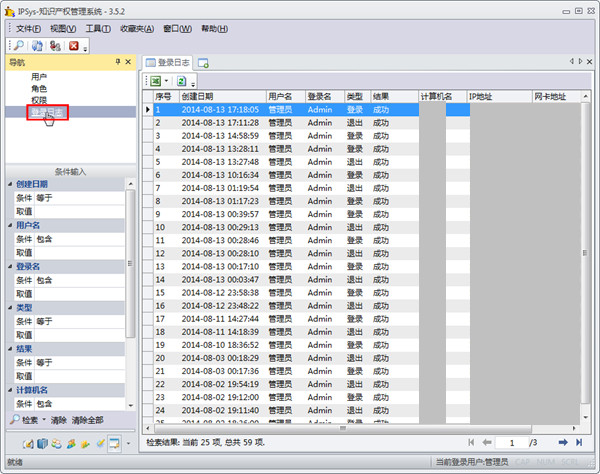 IPSys-知识产权管理系统 - 3.5.2
文件(F) 视图(V) 工具(T) 收藏夹(A) 窗口(W) 帮助(H)
导航
用户
角色
权限
登录日志
条件输入
创建日期
条件 等于
取值
用户名
条件 包含
取值
登录名
条件 包含
取值
类型
条件 等于
取值
结果
条件 等于
取值
计算机名
条件 包含
检索 清除 清除全部
登录日志
序号 创建日期 用户名 登录名 类型 结果 计算机名 IP地址 网卡地址
1 2014-08-13 17:18:05 管理员 Admin 登录 成功
2 2014-08-13 17:11:28 管理员 Admin 退出 成功
3 2014-08-13 14:58:59 管理员 Admin 登录 成功
4 2014-08-13 13:28:11 管理员 Admin 退出 成功
5 2014-08-13 13:27:48 管理员 Admin 登录 成功
6 2014-08-13 10:16:34 管理员 Admin 登录 成功
7 2014-08-13 01:19:54 管理员 Admin 退出 成功
8 2014-08-13 01:17:23 管理员 Admin 登录 成功
9 2014-08-13 00:39:57 管理员 Admin 登录 成功
10 2014-08-13 00:29:13 管理员 Admin 退出 成功
11 2014-08-13 00:28:46 管理员 Admin 登录 成功
12 2014-08-13 00:28:10 管理员 Admin 退出 成功
13 2014-08-13 00:17:10 管理员 Admin 登录 成功
14 2014-08-13 00:03:47 管理员 Admin 退出 成功
15 2014-08-12 23:58:38 管理员 Admin 登录 成功
16 2014-08-12 23:48:22 管理员 Admin 退出 成功
17 2014-08-11 14:27:44 管理员 Admin 登录 成功
18 2014-08-11 14:18:39 管理员 Admin 退出 成功
19 2014-08-10 18:36:52 管理员 Admin 登录 成功
20 2014-08-03 00:18:29 管理员 Admin 退出 成功
21 2014-08-03 00:17:36 管理员 Admin 登录 成功
22 2014-08-02 19:54:19 管理员 Admin 退出 成功
23 2014-08-02 19:12:00 管理员 Admin 登录 成功
24 2014-08-02 19:11:40 管理员 Admin 退出 成功
检索结果: 当前 25 项, 总共 59 项.
1 /3
就绪
当前登录用户:管理员 CAP NUM SCRL